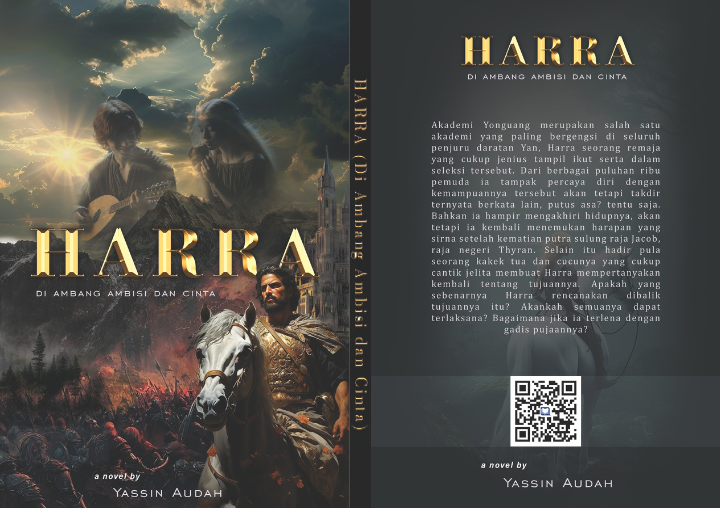 HARRA
DI AMBANG AMBISI DAN CINTA
a novel by
YASSIN AUDAH
HARRA (Di Ambang Ambisi dan Cinta)
HARRA
DI AMBANG AMBISI DAN CINTA
Akademi Yonguang merupakan salah satu
akademi yang paling bergengsi di seluruh
penjuru daratan Yan, Harra seorang remaja
yang cukup jenius tampil ikut serta dalam
seleksi tersebut. Dari berbagai puluhan ribu
pemuda ia tampak percaya diri dengan
kemampuannya tersebut akan tetapi takdir
ternyata berkata lain, putus asa? tentu saja.
Bahkan ia hampir mengakhiri hidupnya, akan
tetapi ia kembali menemukan harapan yang
sirna setelah kematian putra sulung raja Jacob,
raja negeri Thyran. Selain itu hadir pula
seorang kakek tua dan cucunya yang cukup
cantik jelita membuat Harra mempertanyakan
kembali tentang tujuannya. Apakah yang
sebenarnya Harra rencanakan dibalik
tujuannya itu? Akankah semuanya dapat
terlaksana? Bagaimana jika ia terlena dengan
gadis pujaannya?
a novel by
YASSIN AUDAH